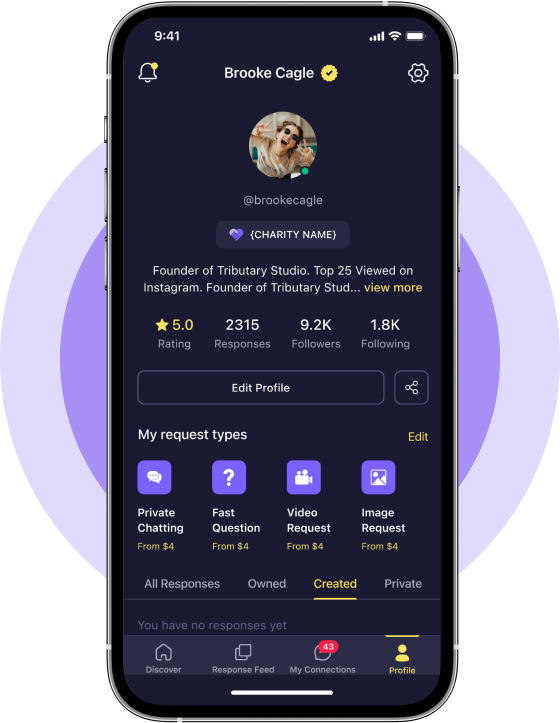 9:41
Brooke Cagle
@brookecagle
{CHARITY NAME}
Founder of Tributary Studio. Top 25 Viewed on
Instagram. Founder of Tributary Stud... view more
5.0 2315 9.2K 1.8K
Rating Responses Followers Following
Edit Profile
My request types Edit
Private Fast Video Image
Chatting Question Request Request
From $4 From $4 From $4 From $4
All Responses Owned Created Private
You have no responses yet
43
Discover Response Feed My Connections Profile